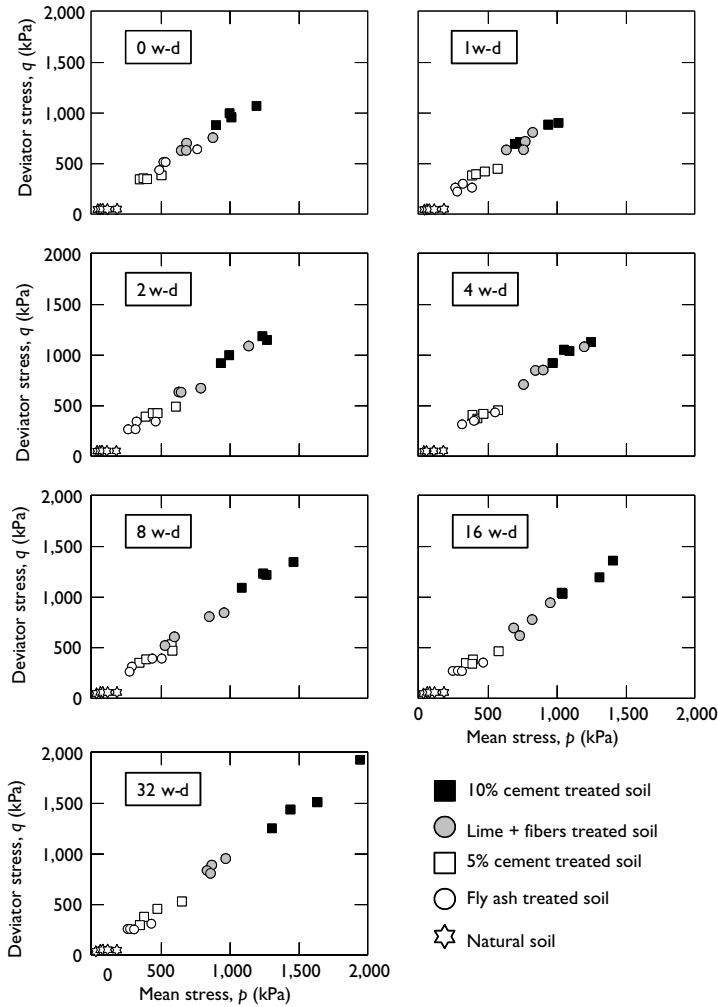 Deviator stress, q (kPa)
2,000
1,500
1,000
500
0
0 w-d
1w-d
Deviator stress, q (kPa)
2000
1500
1000
500
0
2 w-d
4 w-d
Deviator stress, q (kPa)
2,000
1,500
1,000
500
0
8 w-d
16 w-d
0 500 1,000 1,500 2,000
Mean stress, p (kPa)
Deviator stress, q (kPa)
2,000
1,500
1,000
500
0
32 w-d
0 500 1,000 1,500 2,000
Mean stress, p (kPa)
10% cement treated soil
Lime + fibers treated soil
5% cement treated soil
Fly ash treated soil
Natural soil